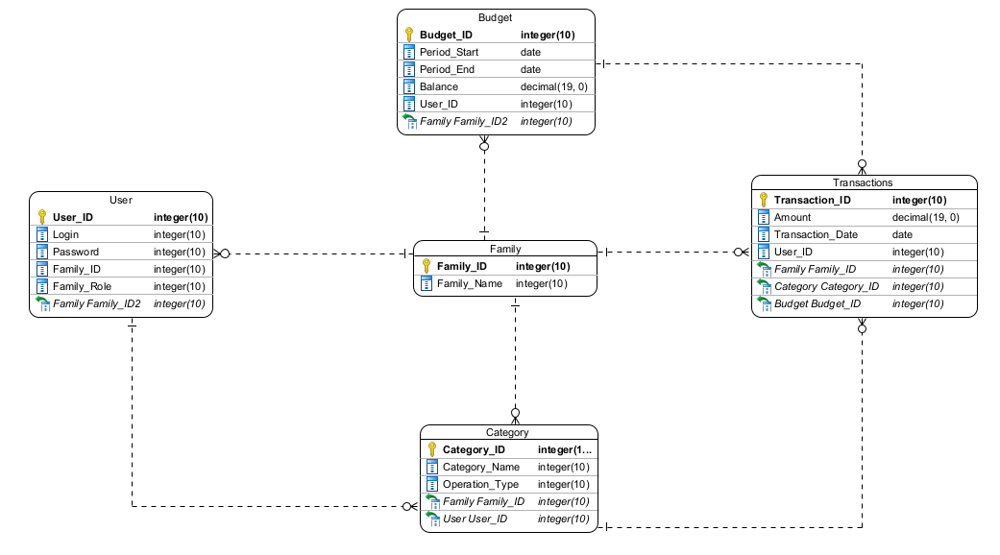 Budget
Budget_ID integer(10)
Period_Start date
Period_End date
Balance decimal(19, 0)
User_ID integer(10)
Family Family_ID2 integer(10)
User
User_ID integer(10)
Login integer(10)
Password integer(10)
Family_ID integer(10)
Family_Role integer(10)
Family Family_ID2 integer(10)
Family
Family_ID integer(10)
Family_Name integer(10)
Transactions
Transaction_ID integer(10)
Amount decimal(19, 0)
Transaction_Date date
User_ID integer(10)
Family Family_ID integer(10)
Category Category_ID integer(10)
Budget Budget_ID integer(10)
Category
Category_ID integer(1...
Category_Name integer(10)
Operation_Type integer(10)
Family Family_ID integer(10)
User User_ID integer(10)